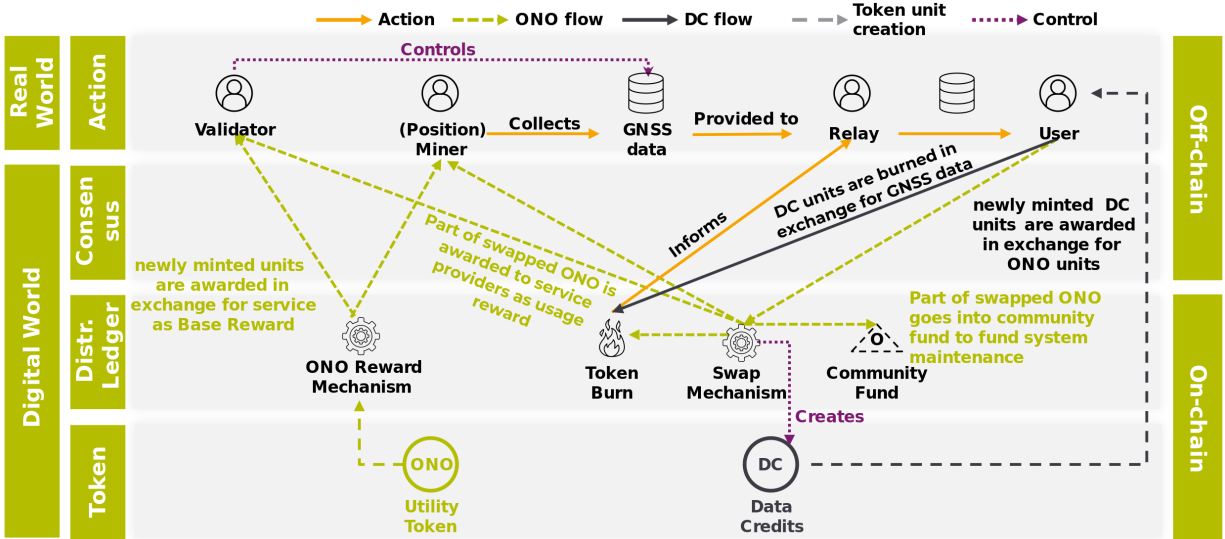 Action
ONO flow
DC flow
Token unit
creation
Control
Real
World
Action
Controls
Validator
(Position)
Miner
Collects
GNSS
data
Provided to
Relay
User
Off-chain
Digital World
Consen
sus
newly minted units
are awarded in
exchange for service
as Base Reward
Part of swapped ONO is
awarded to service
providers as usage
reward
Informs
DC units are burned in
exchange for GNSS data
newly minted DC
units are awarded
in exchange for
ONO units
Distr.
Ledger
ONO Reward
Mechanism
Token
Burn
Swap
Mechanism
O
Community
Fund
Part of swapped ONO
goes into community
fund to fund system
maintenance
On-chain
Creates
Token
ONO
Utility
Token
DC
Data
Credits